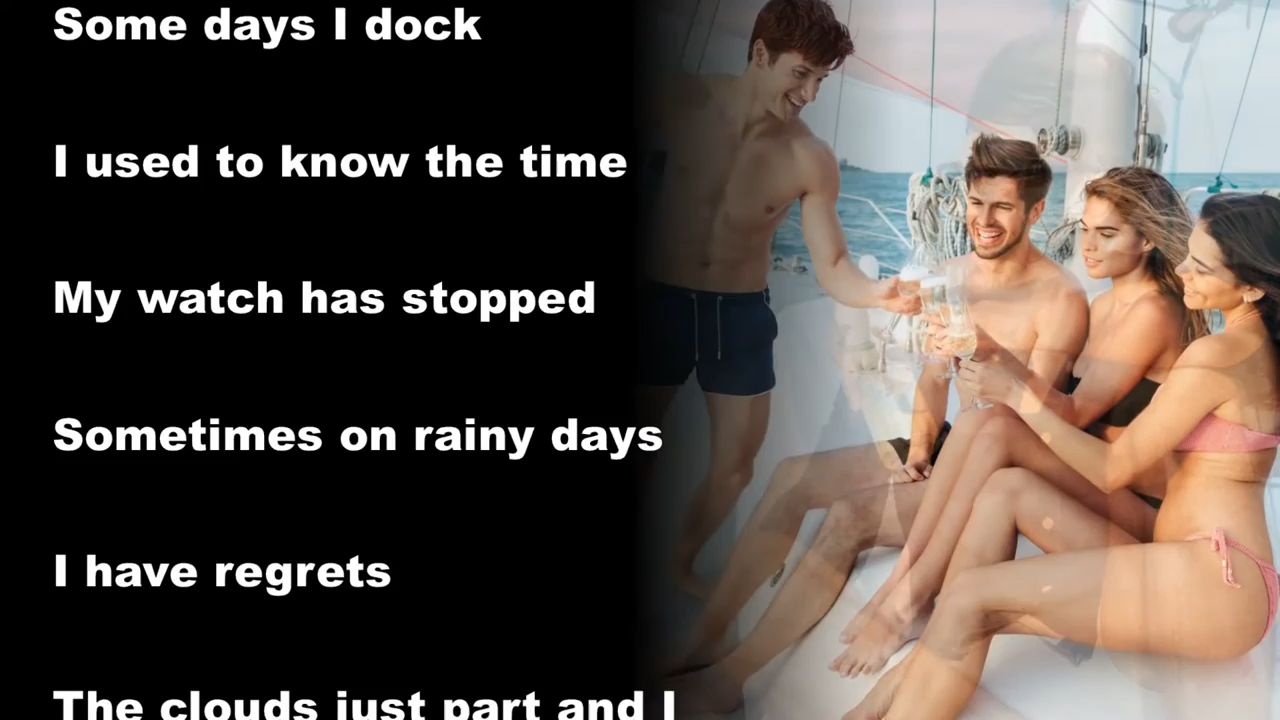 Some days I dock
I used to know the time
My watch has stopped
Sometimes on rainy days
I have regrets
The clouds just part and I